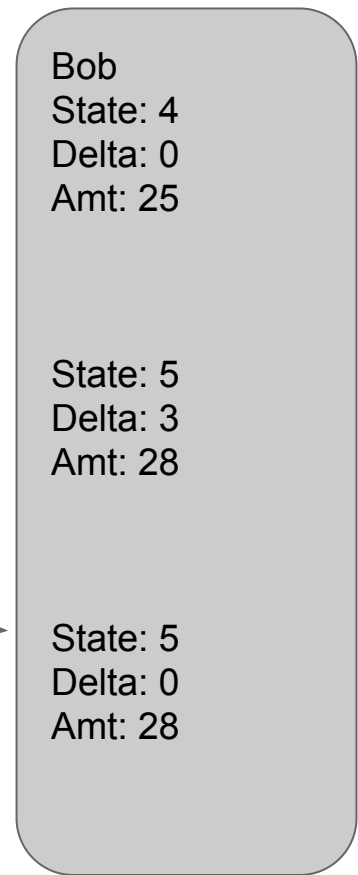 Bob
State: 4
Delta: 0
Amt: 25
State: 5
Delta: 3
Amt: 28
State: 5
Delta: 0
Amt: 28